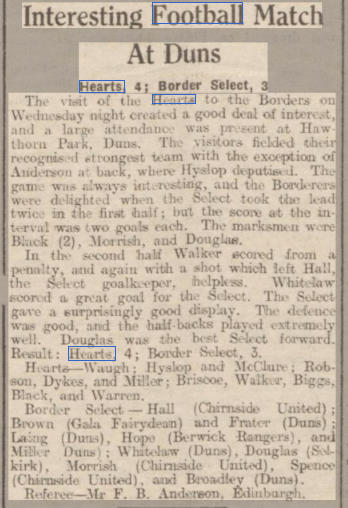 Interesting Football Match
At Duns
Hearts, 4; Border Select, 3
The visit of the Hearts to the Borders on
Wednesday night created a good deal of interest,
and a large attendance was present at Haw-
thorn Park, Duns. The visitors fielded their
recognised strongest team with the exception of
Anderson at back, where Hyslop deputised. The
game was always interesting, and the Borderers
were delighted when the Select took the lead
twice in the first half; but the score at the in-
terval was two goals each. The marksmen were
Black (2), Morrish, and Douglas.
In the second half Walker scored from a
penalty, and again with a shot which left Hall,
the Select goalkeeper, helpless. Whitelaw
scored a great goal for the Select. The Select
gave a surprisingly good display. The defence
was good, and the half-backs played extremely
well. Douglas was the best Select forward.
Result: Hearts, 4; Border Select, 3.
Hearts—Waugh; Hyslop and McClure; Rob-
son, Dykes, and Miller; Briscoe, Walker, Biggs,
Black, and Warren.
Border Select — Hall (Chirnside United);
Brown (Gala Fairydean) and Frater (Duns);
Laing (Duns), Hope (Berwick Rangers), and
Miller Duns); Whitelaw (Duns), Douglas (Sel-
kirk), Morrish (Chirnside United), Spence
(Chirnside United), and Broadley (Duns).
Referee—Mr F. B. Anderson, Edinburgh.